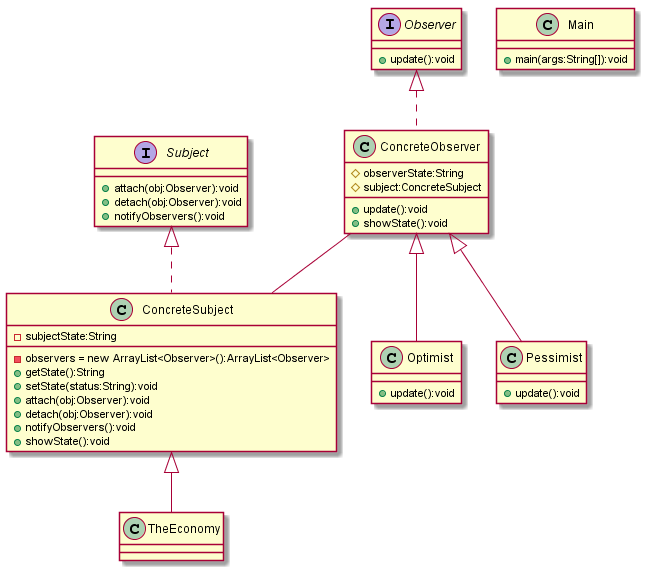 I Observer
update():void
C Main
main(args:String[]):void
C ConcreteObserver
observerState:String
subject:ConcreteSubject
update():void
showState():void
I Subject
attach(obj:Observer):void
detach(obj:Observer):void
notifyObservers():void
C ConcreteSubject
subjectState:String
observers = new ArrayList<Observer>():ArrayList<Observer>
getState():String
setState(status:String):void
attach(obj:Observer):void
detach(obj:Observer):void
notifyObservers():void
showState():void
C Optimist
update():void
C Pessimist
update():void
C TheEconomy